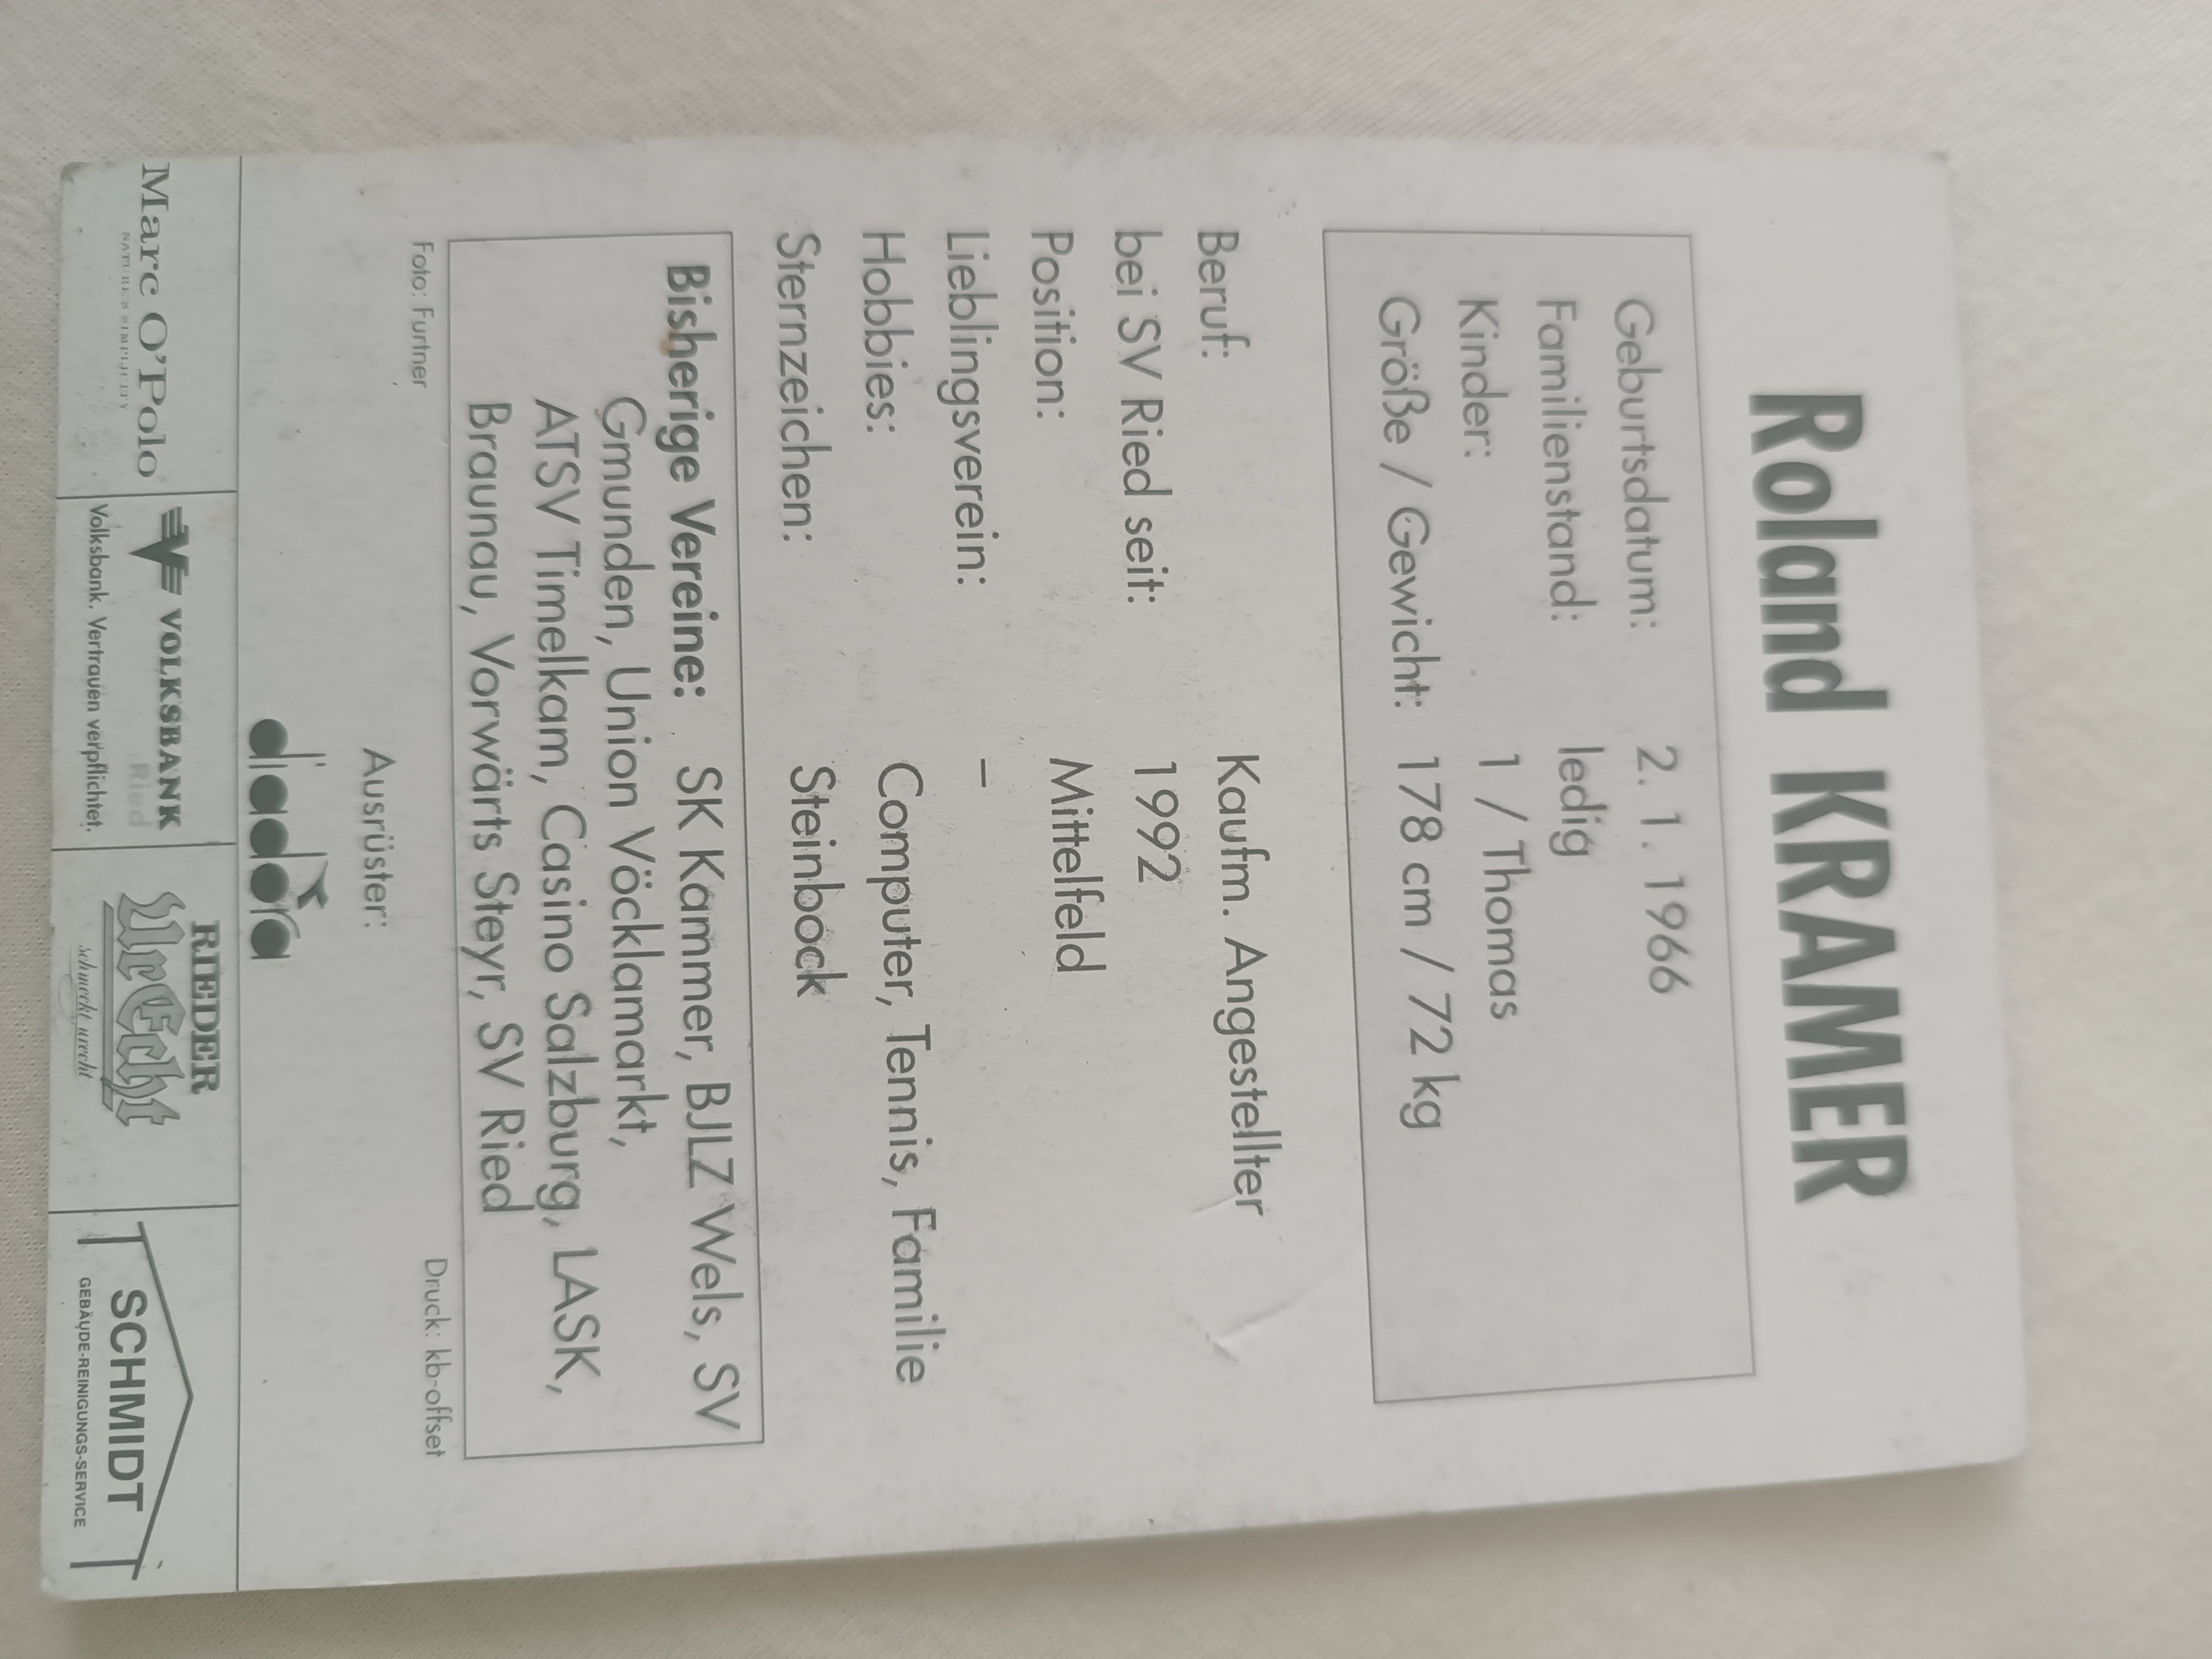 Roland KRAMER
Geburtsdatum: 2. 1. 1966
Familienstand: ledig
Kinder: 1 / Thomas
Größe / Gewicht: 178 cm / 72 kg
Beruf: Kaufm. Angestellter
bei SV Ried seit: 1992
Position: Mittelfeld
Lieblingsverein: –
Hobbies: Computer, Tennis, Familie
Sternzeichen: Steinbock
Bisherige Vereine: SK Kammer, BJLZ Wels, SV
Gmunden, Union Vöcklamarkt,
ATSV Timelkam, Casino Salzburg, LASK,
Braunau, Vorwärts Steyr, SV Ried
Foto: Furtner
Druck: kb-offset
Ausrüster:
diadora
Marc O'Polo
NATURE'S SIMPLICITY
VOLKSBANK
Ried
Volksbank. Vertrauen verpflichtet.
RIEDER
UrEcht
schmeckt urecht
SCHMIDT
GEBÄUDE-REINIGUNGS-SERVICE